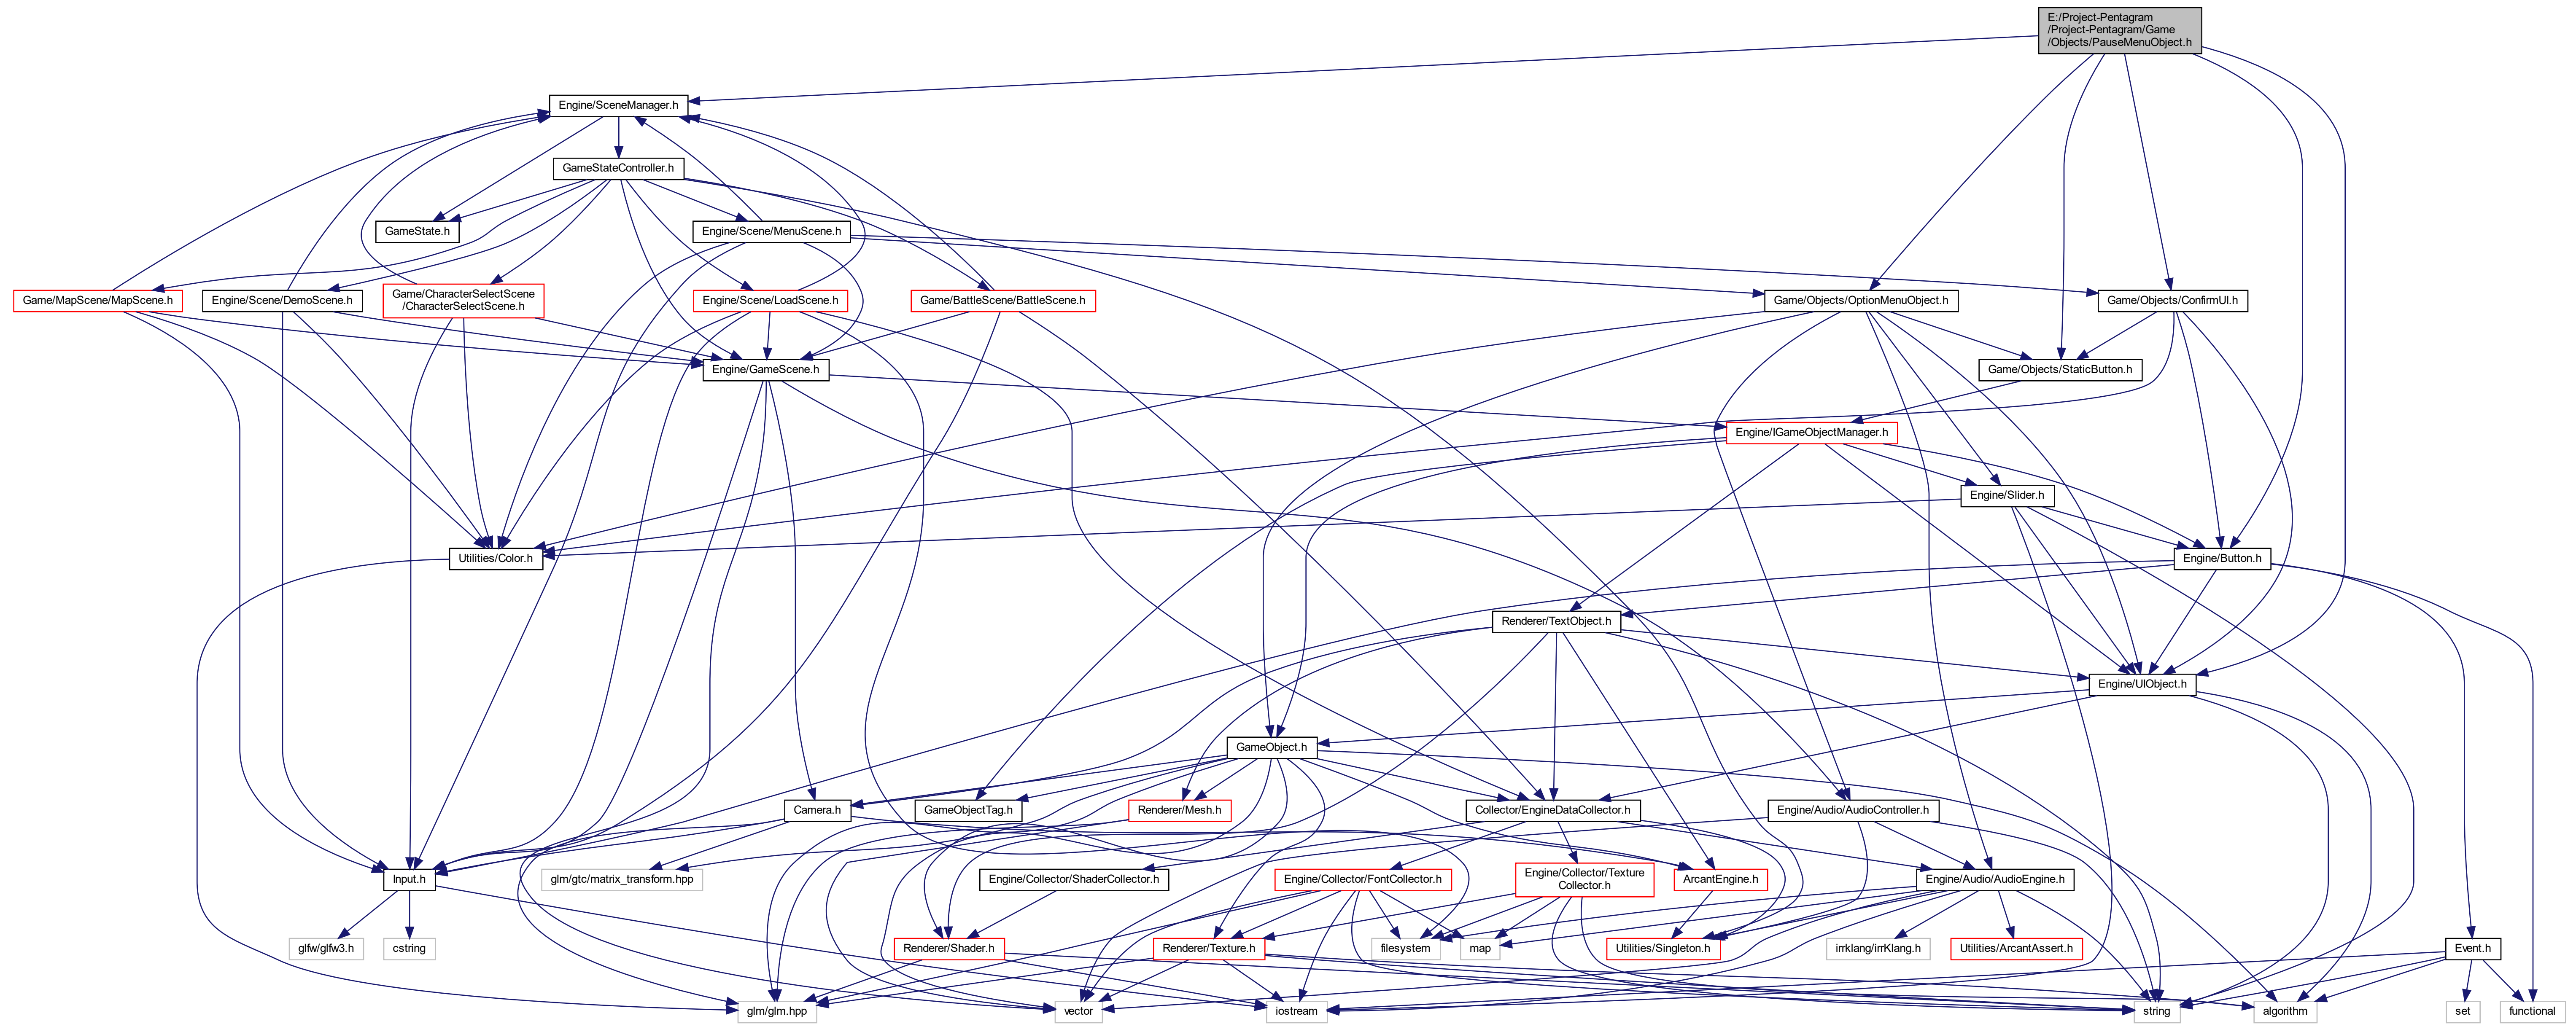 E:/Project-Pentagram
/Project-Pentagram/Game
/Objects/PauseMenuObject.h
Engine/SceneManager.h
GameStateController.h
GameState.h
Engine/Scene/MenuScene.h
Game/MapScene/MapScene.h
Engine/Scene/DemoScene.h
Game/CharacterSelectScene
/CharacterSelectScene.h
Engine/Scene/LoadScene.h
Game/BattleScene/BattleScene.h
Game/Objects/OptionMenuObject.h
Game/Objects/ConfirmUI.h
Engine/GameScene.h
Game/Objects/StaticButton.h
Engine/IGameObjectManager.h
Engine/Slider.h
Utilities/Color.h
Engine/Button.h
Renderer/TextObject.h
Engine/UIObject.h
GameObject.h
Camera.h
GameObjectTag.h
Renderer/Mesh.h
Collector/EngineDataCollector.h
Engine/Audio/AudioController.h
Input.h
glm/gtc/matrix_transform.hpp
Engine/Collector/ShaderCollector.h
Engine/Collector/FontCollector.h
Engine/Collector/Texture
Collector.h
ArcantEngine.h
Engine/Audio/AudioEngine.h
glfw/glfw3.h
cstring
Renderer/Shader.h
Renderer/Texture.h
filesystem
map
Utilities/Singleton.h
irrklang/irrKlang.h
Utilities/ArcantAssert.h
Event.h
glm/glm.hpp
vector
iostream
string
algorithm
set
functional